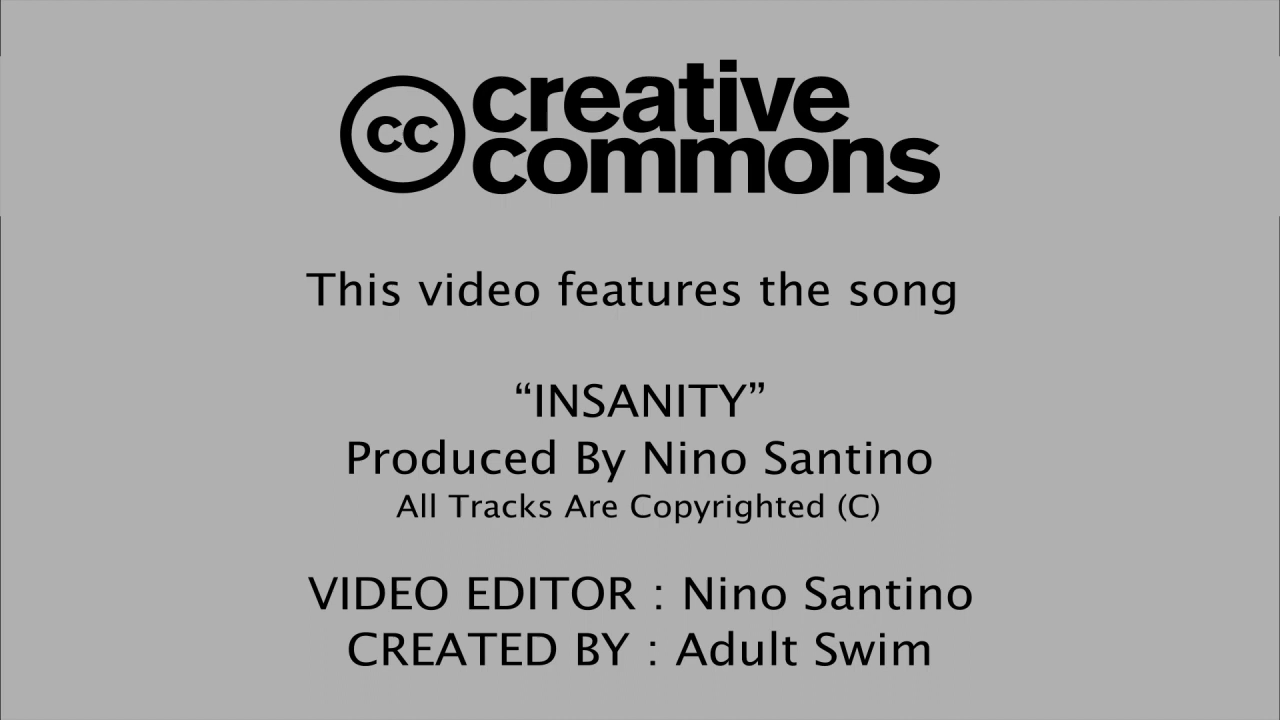 cc creative
commons
This video features the song
“INSANITY”
Produced By Nino Santino
All Tracks Are Copyrighted (C)
VIDEO EDITOR : Nino Santino
CREATED BY : Adult Swim